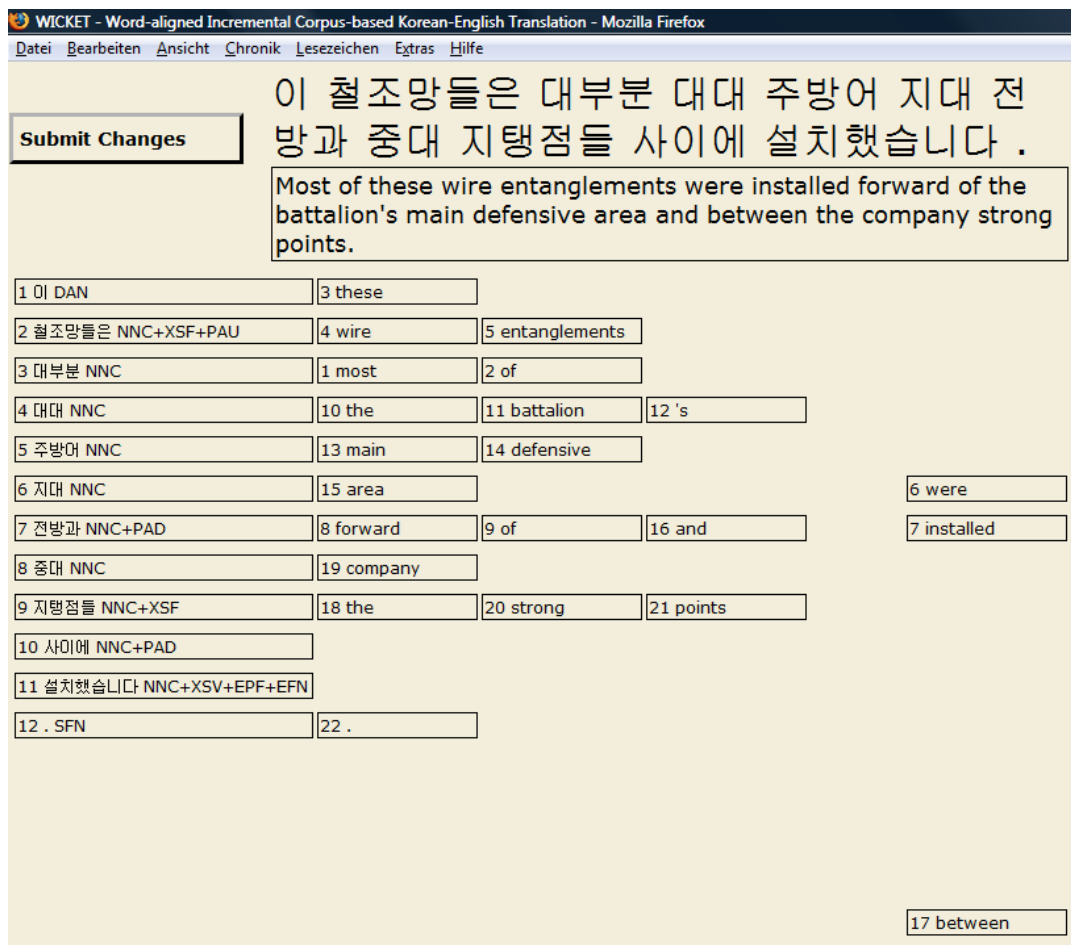 WICKET - Word-aligned Incremental Corpus-based Korean-English Translation - Mozilla Firefox
Datei Bearbeiten Ansicht Chronik Lesezeichen Extras Hilfe
Submit Changes
이 철조망들은 대부분 대대 주방어 지대 전
방과 중대 지탱점들 사이에 설치했습니다 .
Most of these wire entanglements were installed forward of the
battalion's main defensive area and between the company strong
points.
1 이 DAN 3 these
2 철조망들은 NNC+XSF+PAU 4 wire 5 entanglements
3 대부분 NNC 1 most 2 of
4 대대 NNC 10 the 11 battalion 12 's
5 주방어 NNC 13 main 14 defensive
6 지대 NNC 15 area 6 were
7 전방과 NNC+PAD 8 forward 9 of 16 and 7 installed
8 중대 NNC 19 company
9 지탱점들 NNC+XSF 18 the 20 strong 21 points
10 사이에 NNC+PAD
11 설치했습니다 NNC+XSV+EPF+EFN
12 . SFN 22 .
17 between